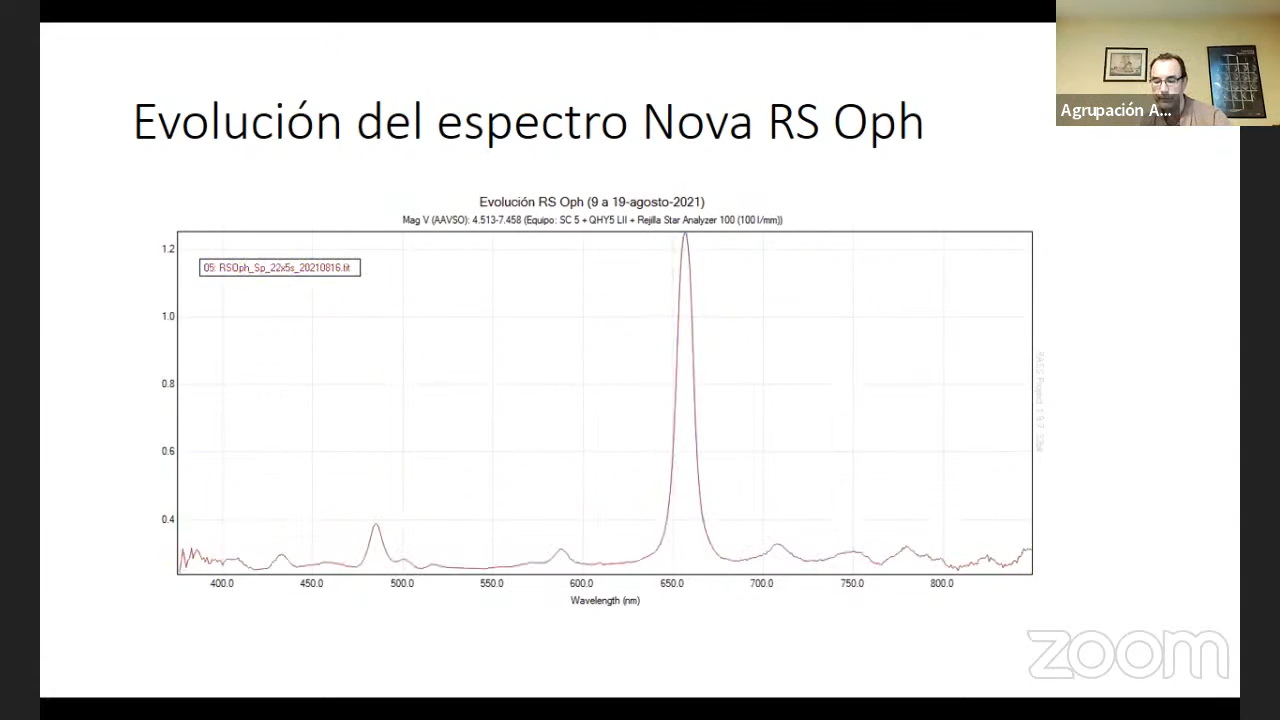 Agrupación A...
Evolución del espectro Nova RS Oph
Evolución RS Oph (9 a 19-agosto-2021)
Mag V (AAVSO): 4.513-7.458 (Equipo: SC 5 + QHY5 LII + Rejilla Star Analyzer 100 (100 l/mm))
05: RSOph_Sp_22x5s_20210816.fit
1.2
1.0
0.8
0.6
0.4
400.0 450.0 500.0 550.0 600.0 650.0 700.0 750.0 800.0
Wavelength (nm)
zoom